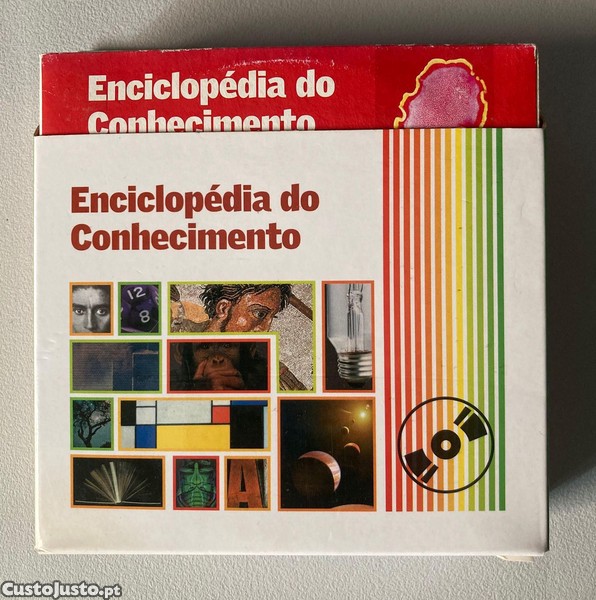 Enciclopédia do
Conhecimento
Enciclopédia do
Conhecimento
12
8
A
CustoJusto.pt